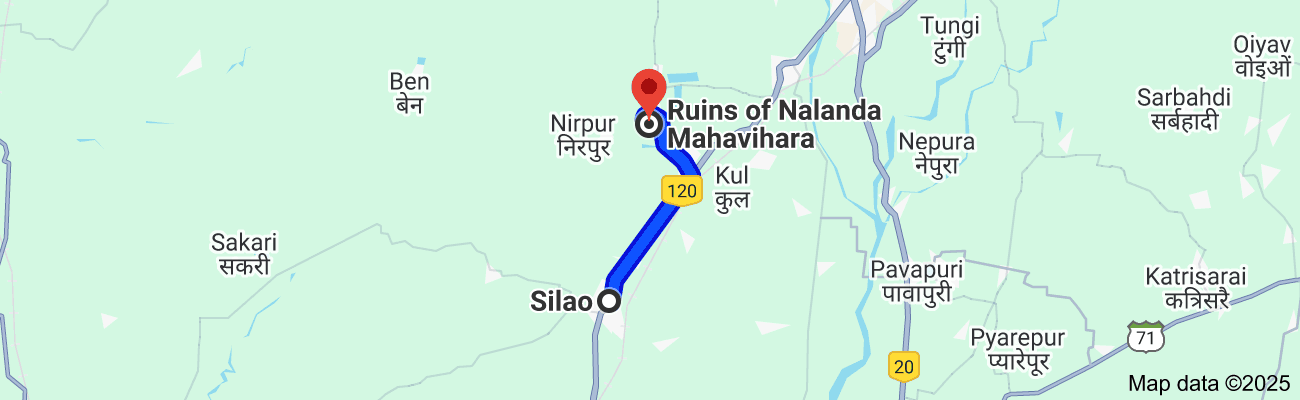 Tungi
टुंगी
Oiyav
वोइओं
Ben
बेन
Sarbahdi
सर्बहादी
Ruins of Nalanda
Mahavihara
Nirpur
निरपुर
Nepura
नेपुरा
Kul
कुल
120
Sakari
सकरी
Pavapuri
पावापुरी
Katrisarai
कत्रिसरै
Silao
Pyarepur
प्यारेपूर
71
20
Map data ©2025